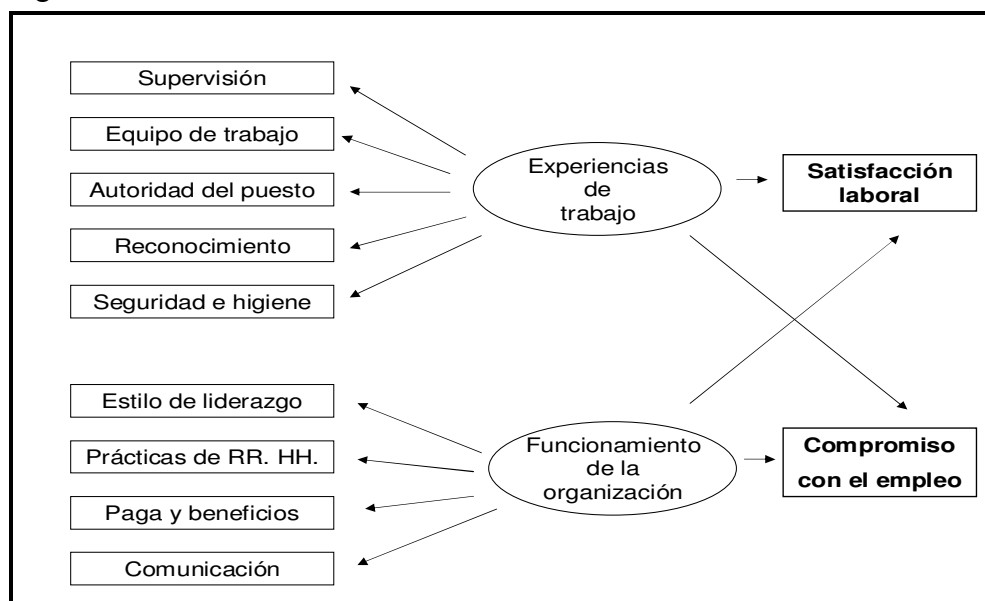 Supervisión
Equipo de trabajo
Autoridad del puesto
Reconocimiento
Seguridad e higiene
Experiencias
de
trabajo
Satisfacción
laboral
Estilo de liderazgo
Prácticas de RR. HH.
Paga y beneficios
Comunicación
Funcionamiento
de la
organización
Compromiso
con el empleo